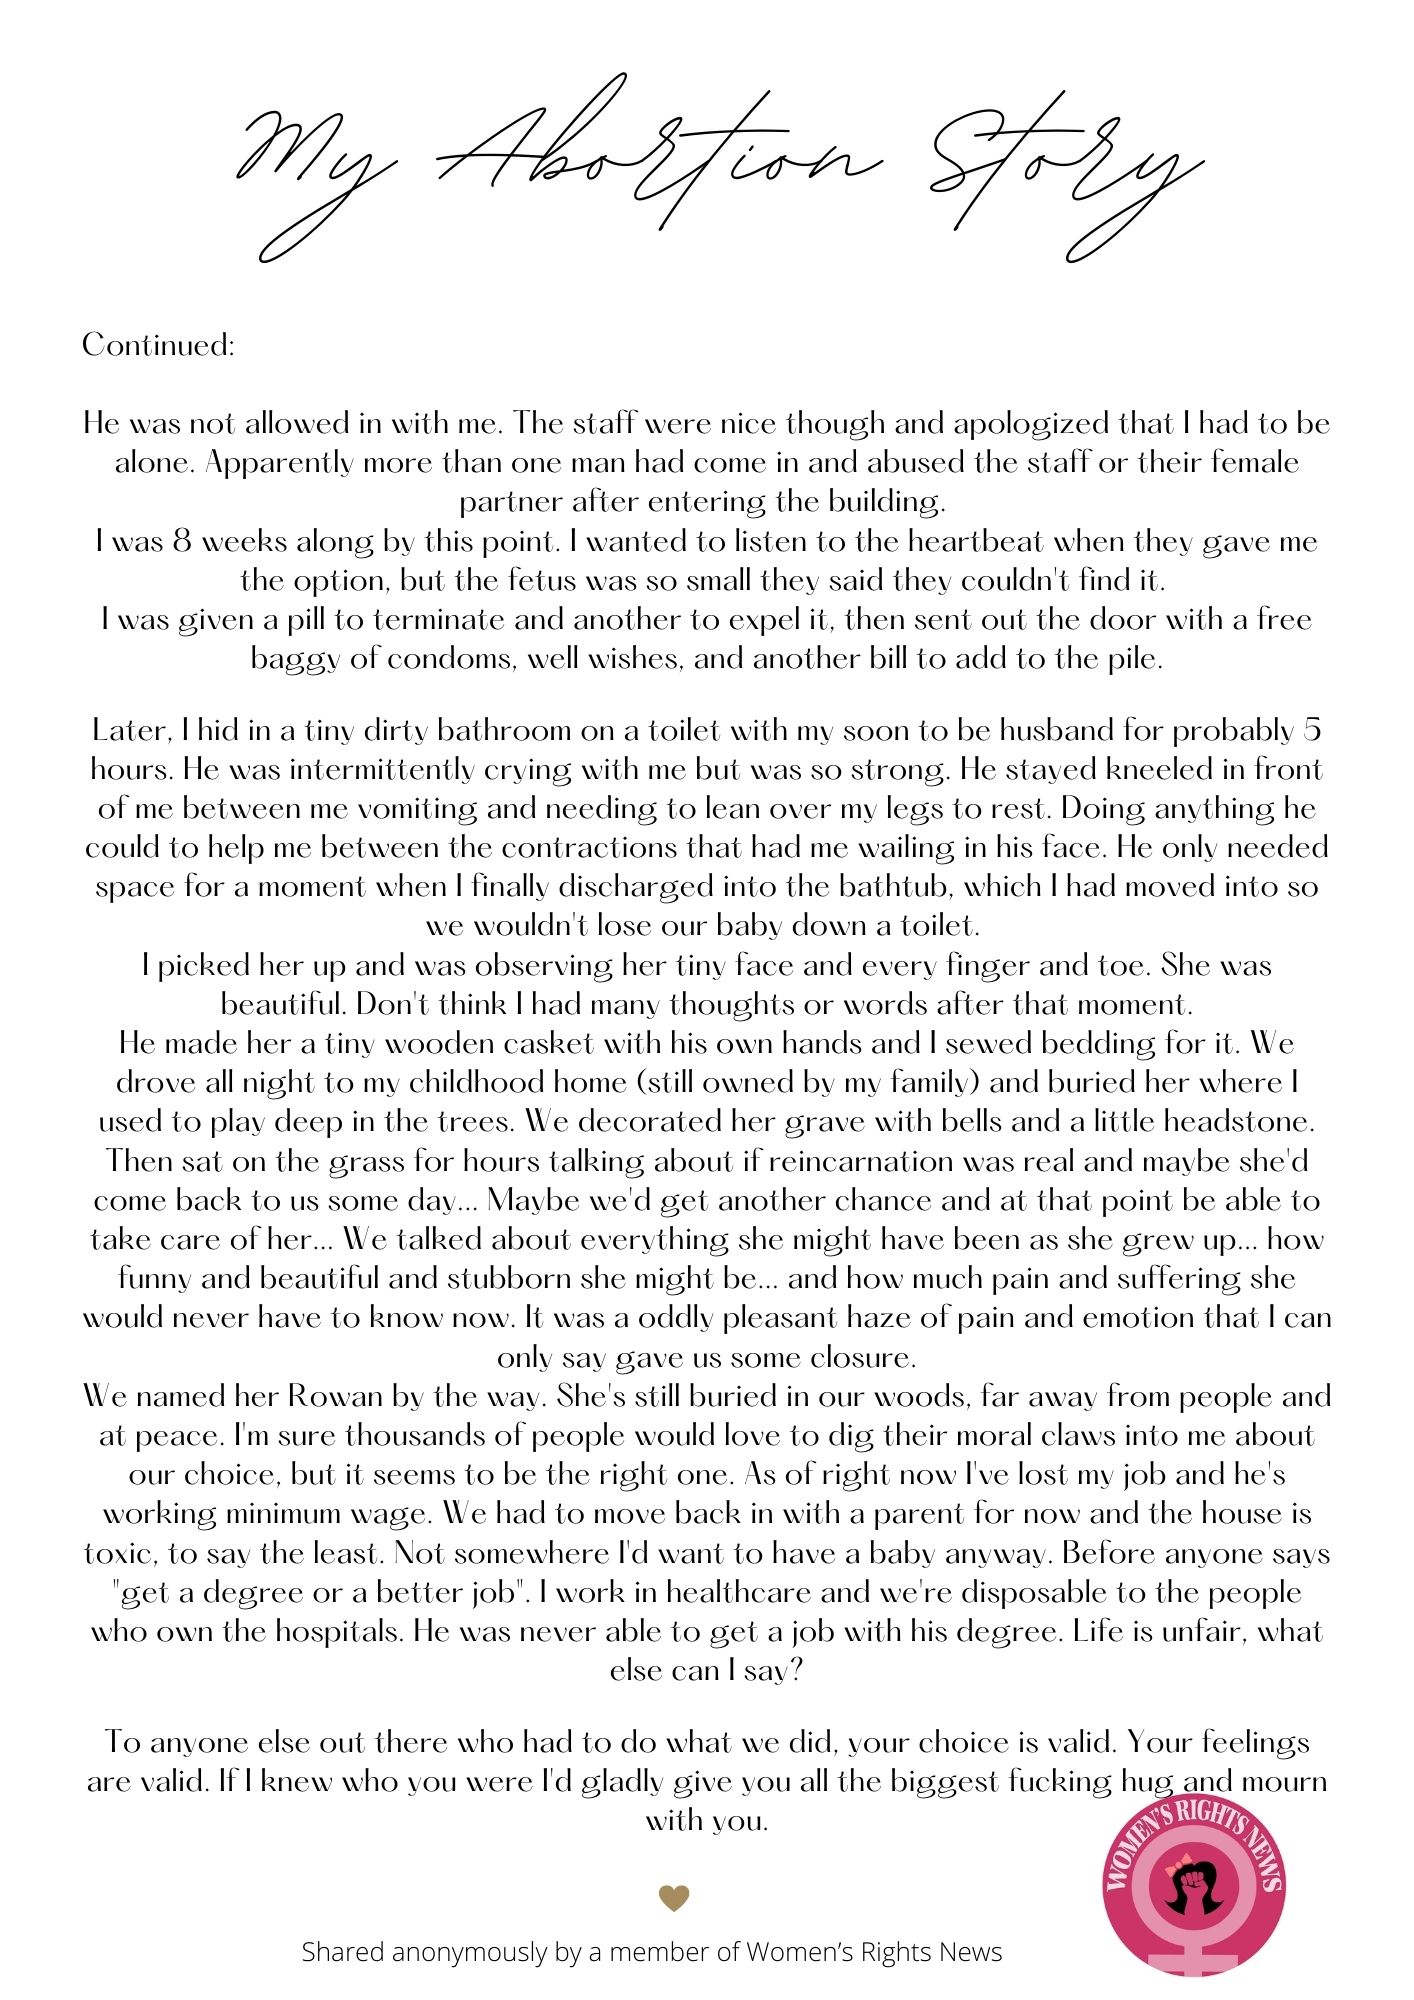 My Abortion Story
Continued:
He was not allowed in with me. The staff were nice though and apologized that I had to be
alone. Apparently more than one man had come in and abused the staff or their female
partner after entering the building.
I was 8 weeks along by this point. I wanted to listen to the heartbeat when they gave me
the option, but the fetus was so small they said they couldn't find it.
I was given a pill to terminate and another to expel it, then sent out the door with a free
baggy of condoms, well wishes, and another bill to add to the pile.
Later, I hid in a tiny dirty bathroom on a toilet with my soon to be husband for probably 5
hours. He was intermittently crying with me but was so strong. He stayed kneeled in front
of me between me vomiting and needing to lean over my legs to rest. Doing anything he
could to help me between the contractions that had me wailing in his face. He only needed
space for a moment when I finally discharged into the bathtub, which I had moved into so
we wouldn't lose our baby down a toilet.
I picked her up and was observing her tiny face and every finger and toe. She was
beautiful. Don't think I had many thoughts or words after that moment.
He made her a tiny wooden casket with his own hands and I sewed bedding for it. We
drove all night to my childhood home (still owned by my family) and buried her where I
used to play deep in the trees. We decorated her grave with bells and a little headstone.
Then sat on the grass for hours talking about if reincarnation was real and maybe she'd
come back to us some day... Maybe we'd get another chance and at that point be able to
take care of her... We talked about everything she might have been as she grew up... how
funny and beautiful and stubborn she might be... and how much pain and suffering she
would never have to know now. It was a oddly pleasant haze of pain and emotion that I can
only say gave us some closure.
We named her Rowan by the way. She's still buried in our woods, far away from people and
at peace. I'm sure thousands of people would love to dig their moral claws into me about
our choice, but it seems to be the right one. As of right now I've lost my job and he's
working minimum wage. We had to move back in with a parent for now and the house is
toxic, to say the least. Not somewhere I'd want to have a baby anyway. Before anyone says
"get a degree or a better job". I work in healthcare and we're disposable to the people
who own the hospitals. He was never able to get a job with his degree. Life is unfair, what
else can I say?
To anyone else out there who had to do what we did, your choice is valid. Your feelings
are valid. If I knew who you were I'd gladly give you all the biggest fucking hug and mourn
with you.
WOMEN'S RIGHTS NEWS
Shared anonymously by a member of Women's Rights News